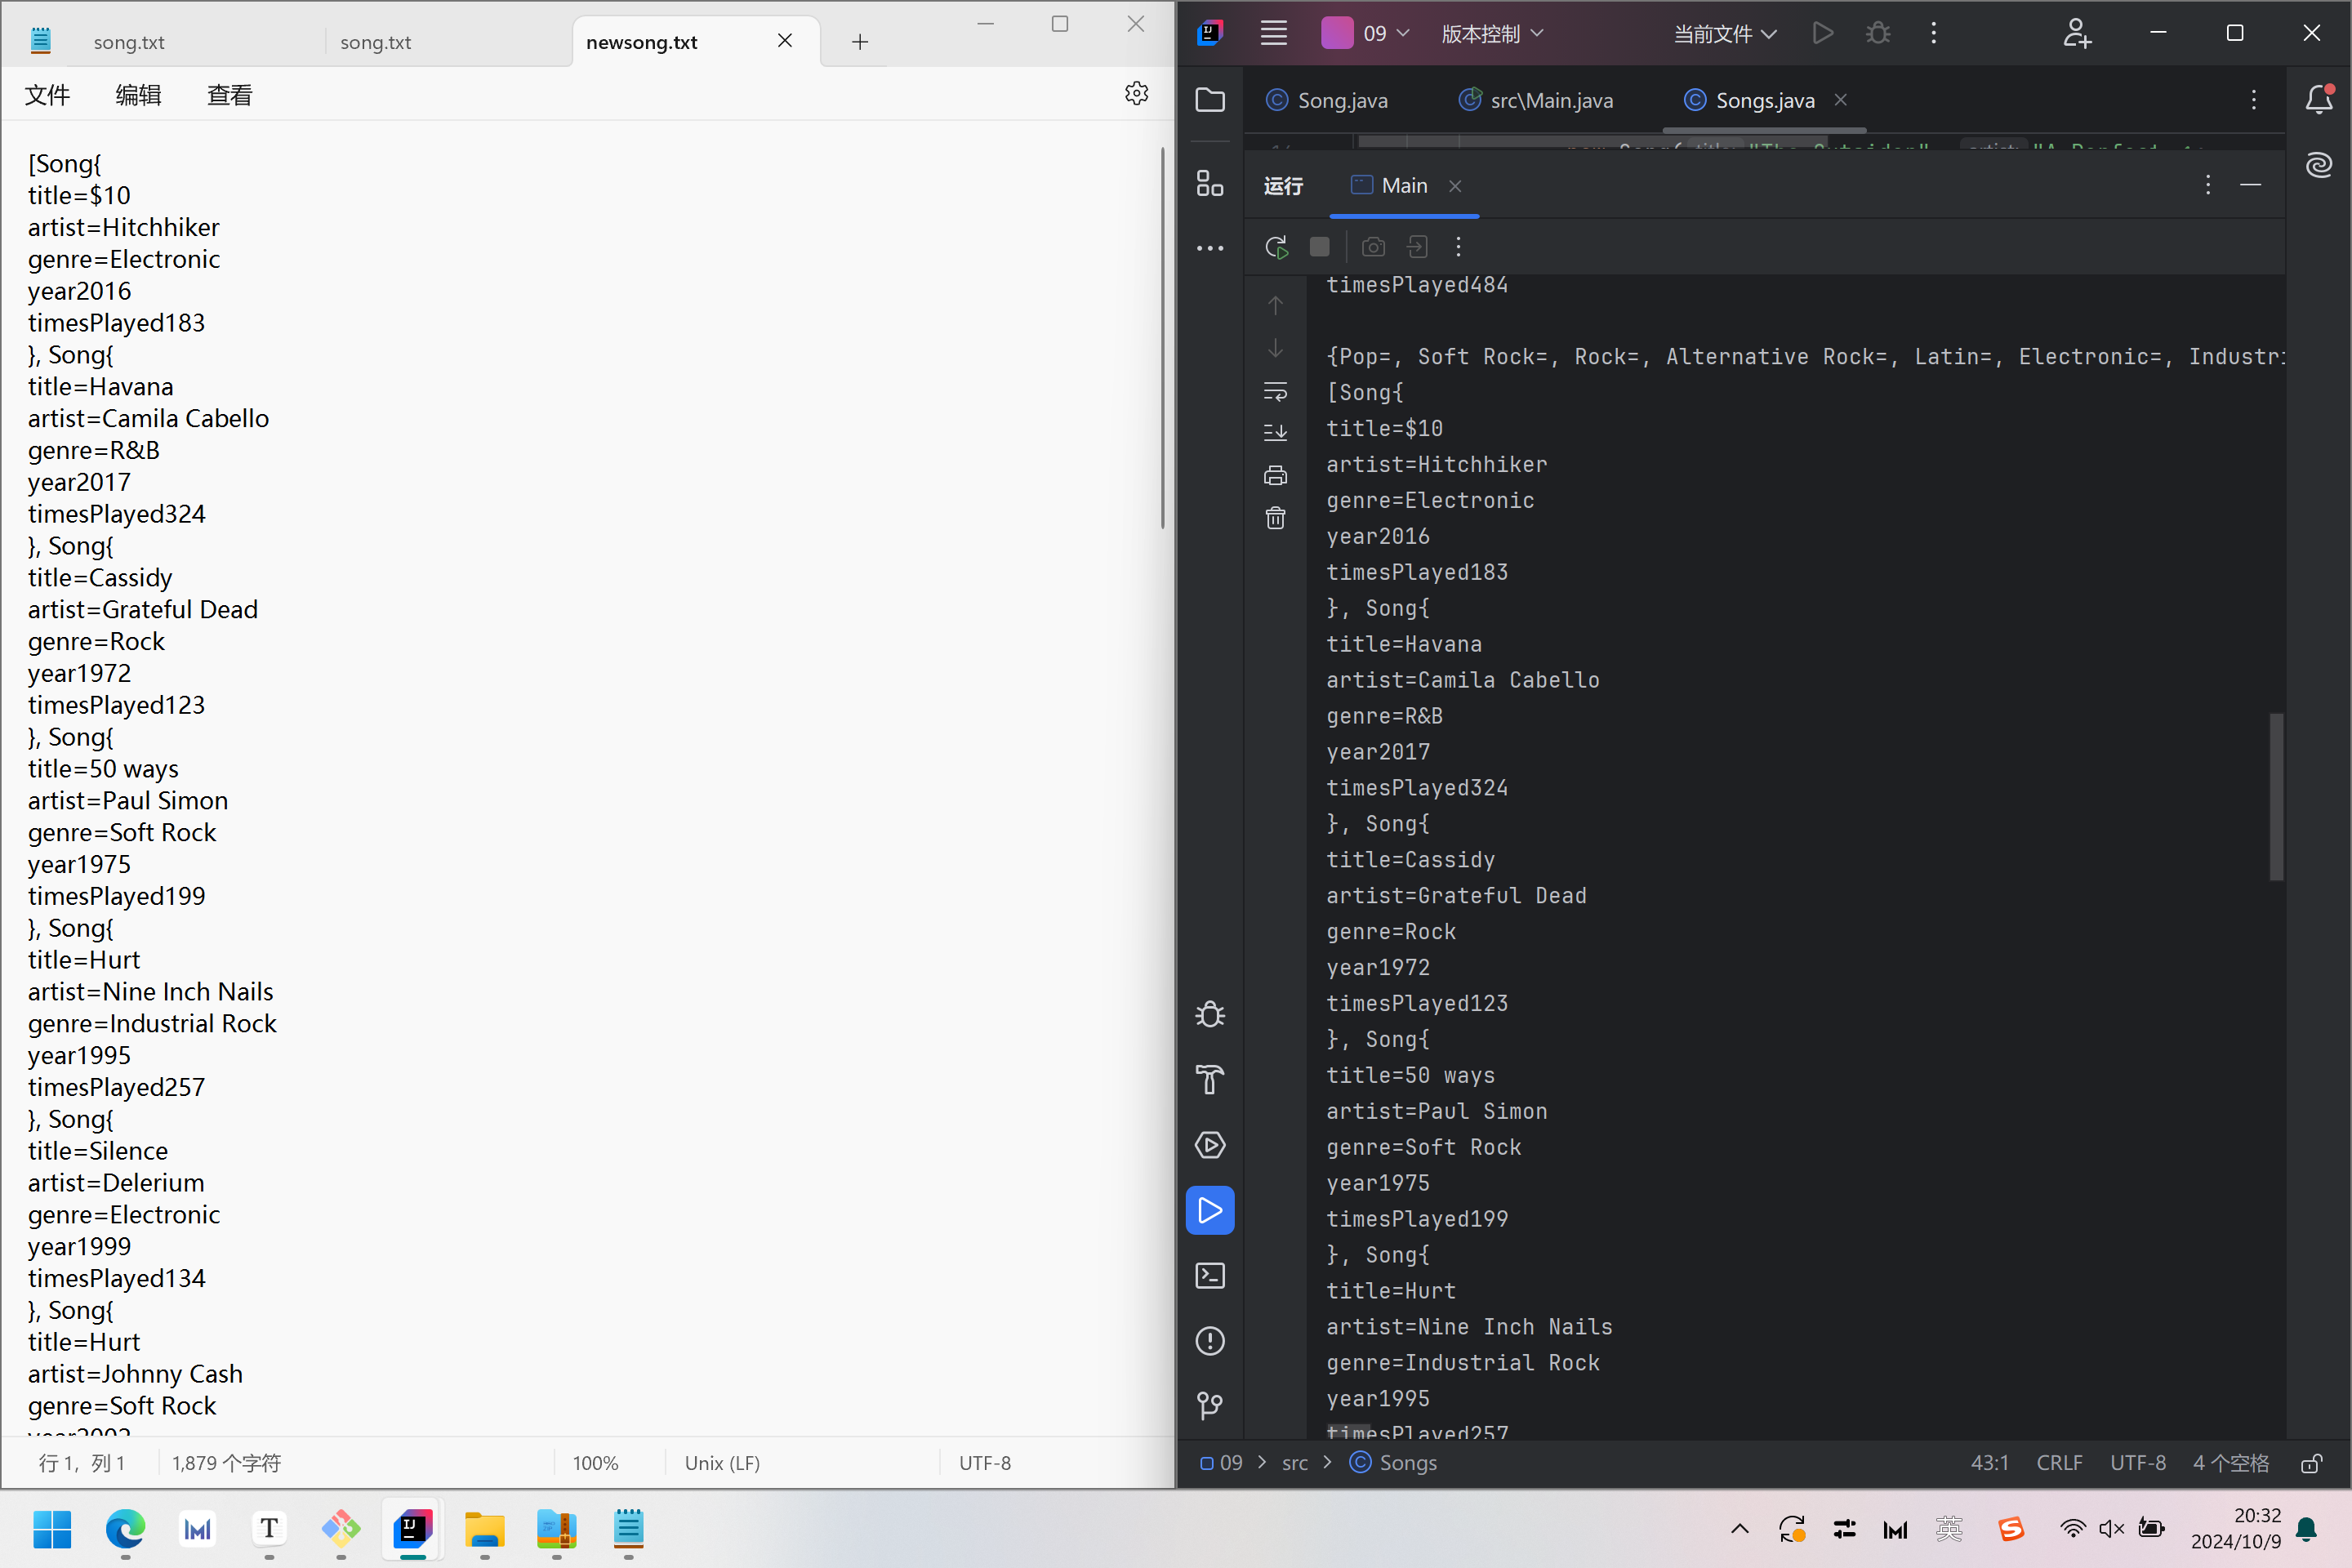 song.txt
song.txt
newsong.txt
文件
编辑
查看
[Song{
title=$10
artist=Hitchhiker
genre=Electronic
year2016
timesPlayed183
}, Song{
title=Havana
artist=Camila Cabello
genre=R&B
year2017
timesPlayed324
}, Song{
title=Cassidy
artist=Grateful Dead
genre=Rock
year1972
timesPlayed123
}, Song{
title=50 ways
artist=Paul Simon
genre=Soft Rock
year1975
timesPlayed199
}, Song{
title=Hurt
artist=Nine Inch Nails
genre=Industrial Rock
year1995
timesPlayed257
}, Song{
title=Silence
artist=Delerium
genre=Electronic
year1999
timesPlayed134
}, Song{
title=Hurt
artist=Johnny Cash
genre=Soft Rock
year2002
行 1，列 1
1,879 个字符
100%
Unix (LF)
UTF-8
09
版本控制
当前文件
Song.java
src\Main.java
Songs.java
运行
Main
timesPlayed484
{Pop=, Soft Rock=, Rock=, Alternative Rock=, Latin=, Electronic=, Industri
[Song{
title=$10
artist=Hitchhiker
genre=Electronic
year2016
timesPlayed183
}, Song{
title=Havana
artist=Camila Cabello
genre=R&B
year2017
timesPlayed324
}, Song{
title=Cassidy
artist=Grateful Dead
genre=Rock
year1972
timesPlayed123
}, Song{
title=50 ways
artist=Paul Simon
genre=Soft Rock
year1975
timesPlayed199
}, Song{
title=Hurt
artist=Nine Inch Nails
genre=Industrial Rock
year1995
timesPlayed257
09 > src > Songs
43:1
CRLF
UTF-8
4 个空格
英
20:32
2024/10/9